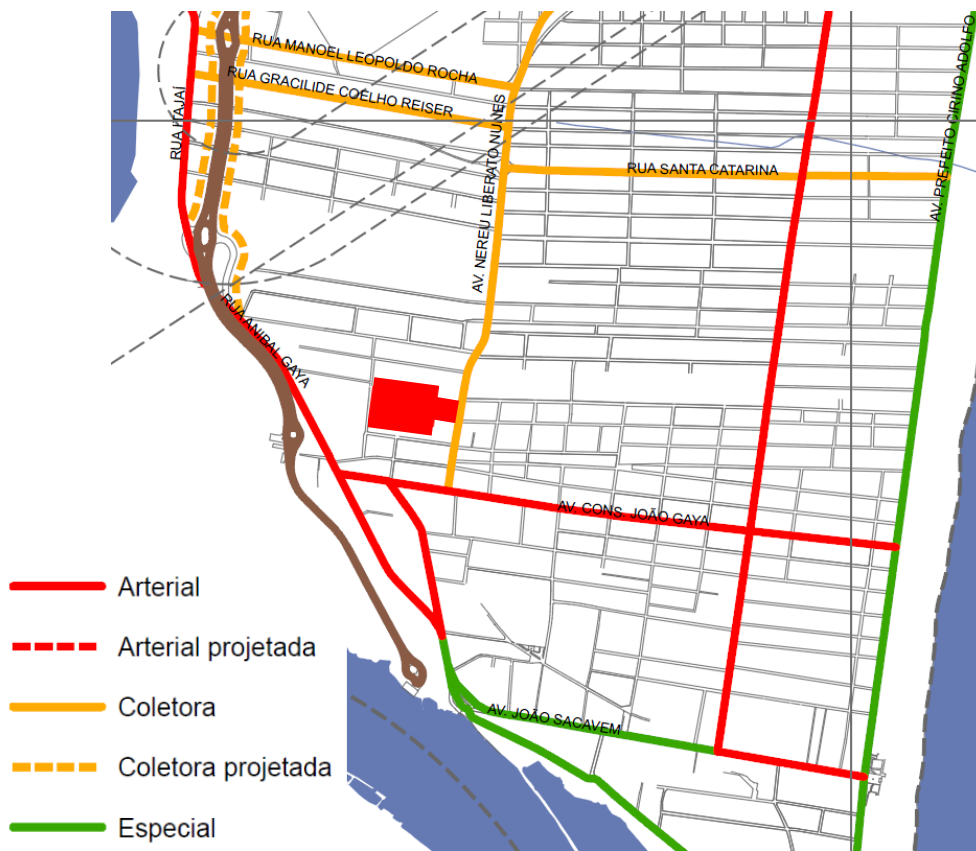 RUA MANOEL LEOPOLDO ROCHA
RUA GRACILIDE COELHO REISER
RUA ITAJAÍ
AV. NEREU LIBERATO NUNES
RUA SANTA CATARINA
AV. PREFEITO CIRINO ADOLFO
RUA ANIBAL GAYA
AV. CONS. JOÃO GAYA
AV. JOÃO SACAVEM
Arterial
Arterial projetada
Coletora
Coletora projetada
Especial